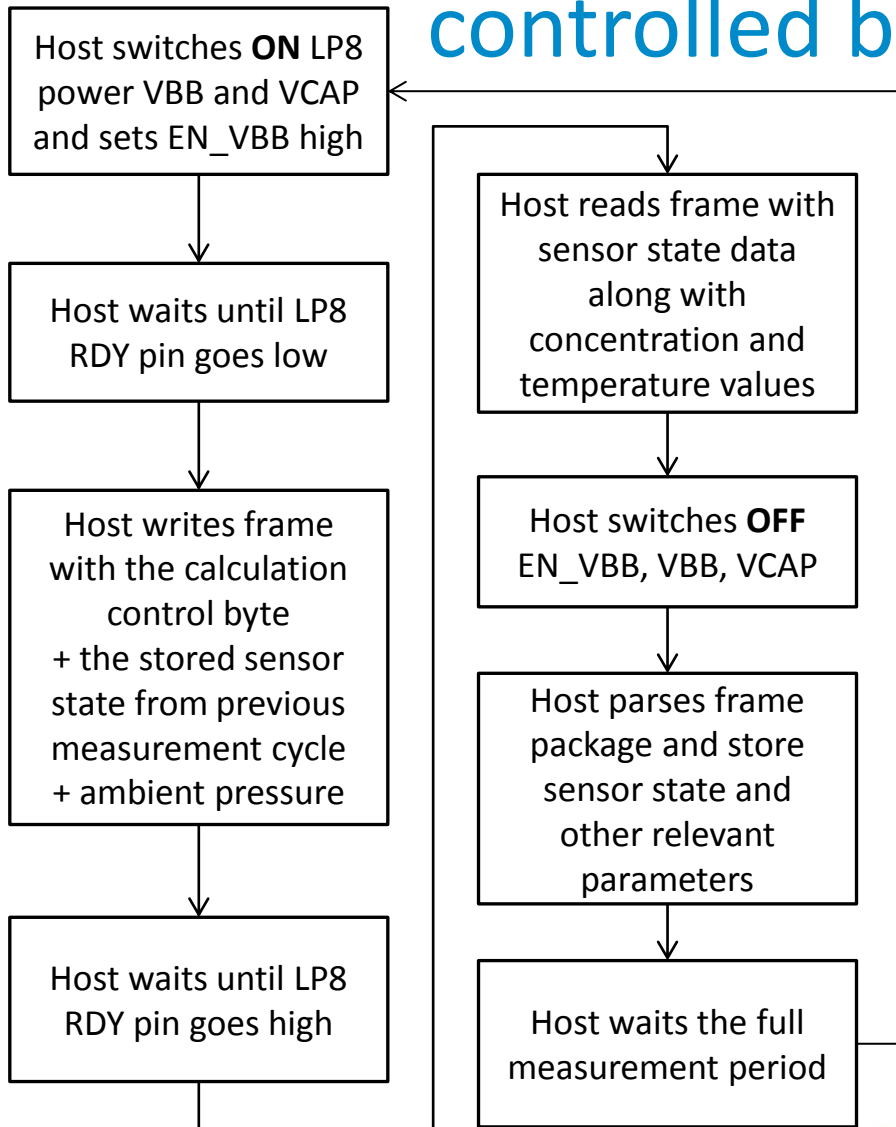 controlled b
Host switches ON LP8
power VBB and VCAP
and sets EN_VBB high
Host waits until LP8
RDY pin goes low
Host writes frame
with the calculation
control byte
+ the stored sensor
state from previous
measurement cycle
+ ambient pressure
Host waits until LP8
RDY pin goes high
Host reads frame with
sensor state data
along with
concentration and
temperature values
Host switches OFF
EN_VBB, VBB, VCAP
Host parses frame
package and store
sensor state and
other relevant
parameters
Host waits the full
measurement period